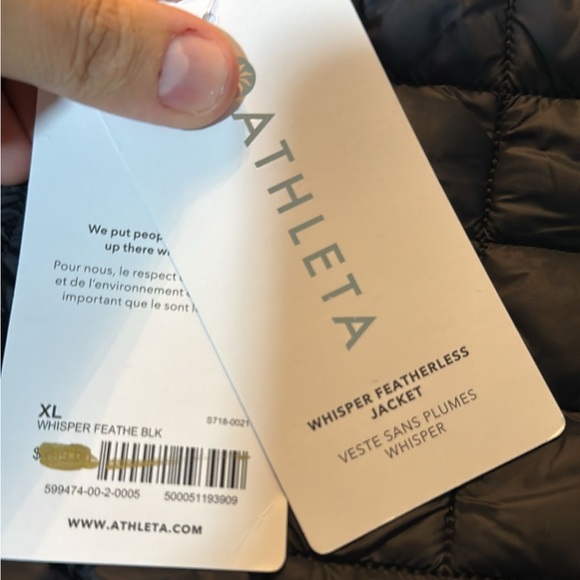 ATHLETA
WHISPER FEATHERLESS
JACKET
VESTE SANS PLUMES
WHISPER
We put
up there
Pour nous, le respect
et de l'environnement
important que le sont
XL
S718-0021
WHISPER FEATHE BLK
$
599474-00-2-0005 500051193909
WWW.ATHLETA.COM